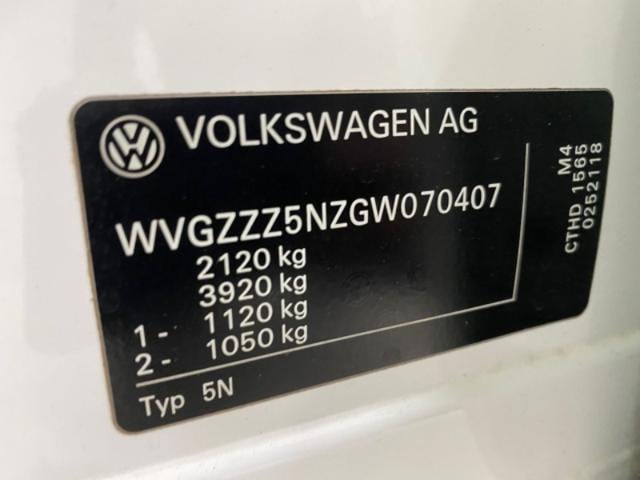 VOLKSWAGEN AG
WVGZZZ5NZGW070407
2120 kg
3920 kg
1 - 1120 kg
2 - 1050 kg
Typ 5N
M4
CTHD 1565
0252118